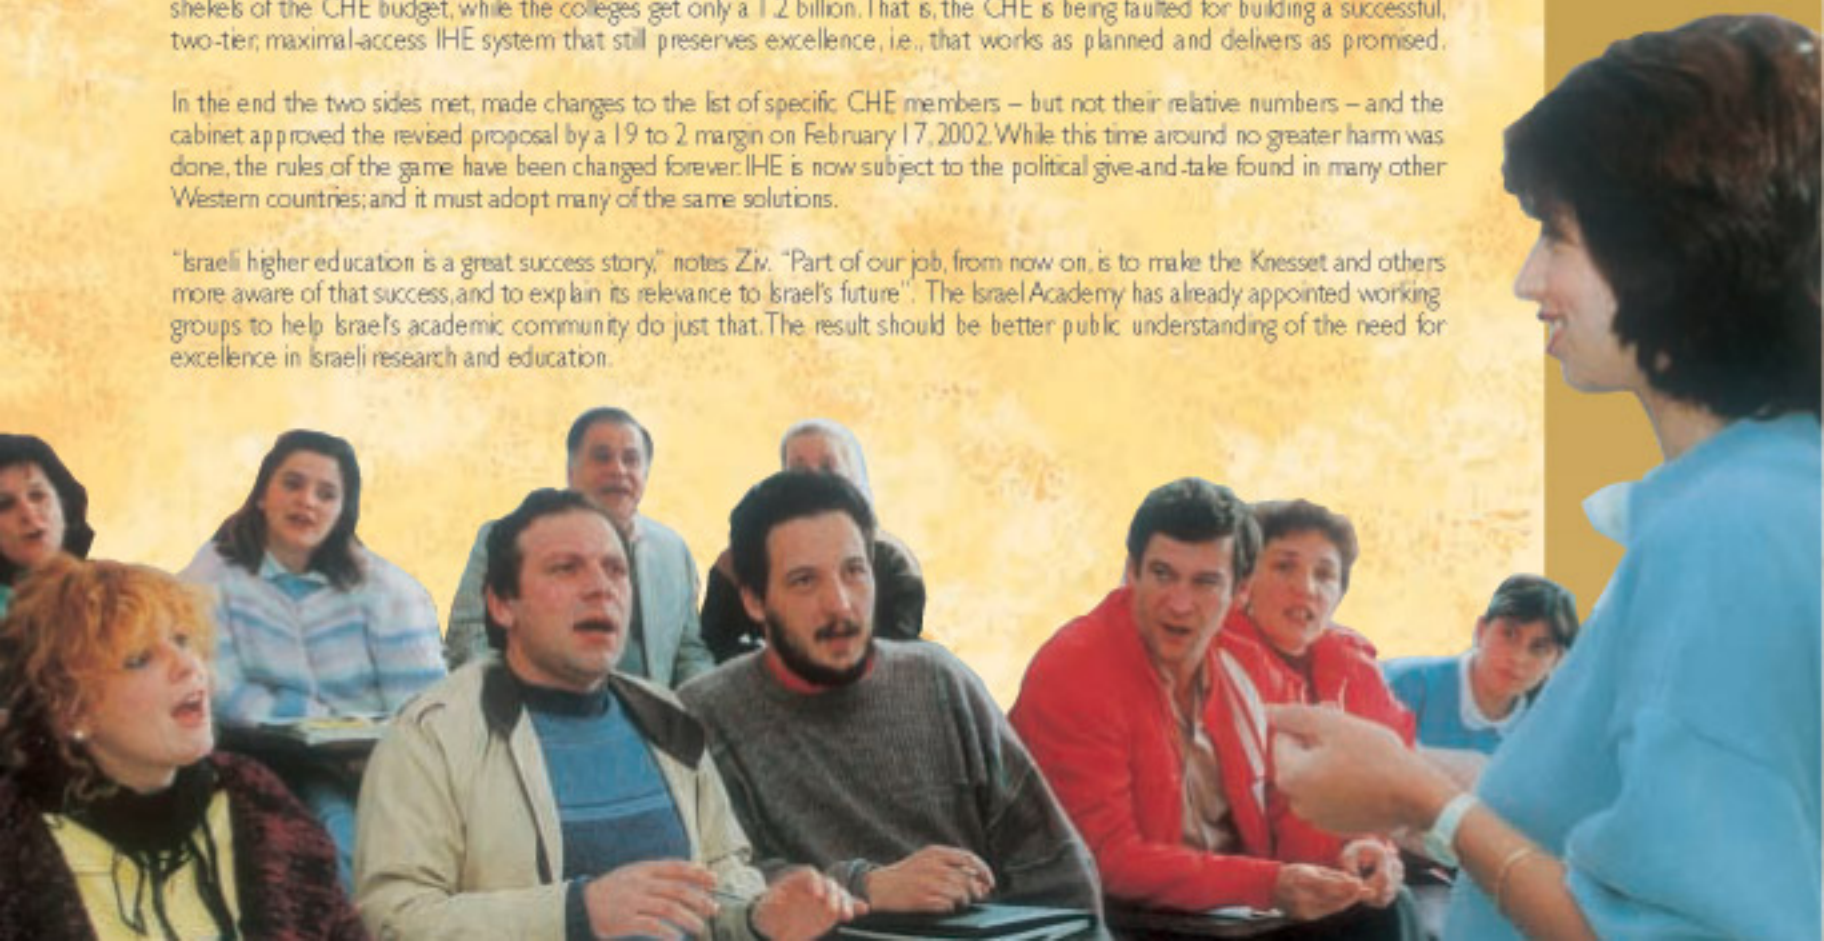 shekels of the CHE budget, while the colleges get only a 1.2 billion. That is, the CHE is being faulted for building a successful,
two-tier, maximal-access IHE system that still preserves excellence, i.e., that works as planned and delivers as promised.
In the end the two sides met, made changes to the list of specific CHE members – but not their relative numbers – and the
cabinet approved the revised proposal by a 19 to 2 margin on February 17, 2002. While this time around no greater harm was
done, the rules of the game have been changed forever. IHE is now subject to the political give-and-take found in many other
Western countries; and it must adopt many of the same solutions.
"Israeli higher education is a great success story," notes Ziv. "Part of our job, from now on, is to make the Knesset and others
more aware of that success, and to explain its relevance to Israel's future". The Israel Academy has already appointed working
groups to help Israel's academic community do just that. The result should be better public understanding of the need for
excellence in Israeli research and education.